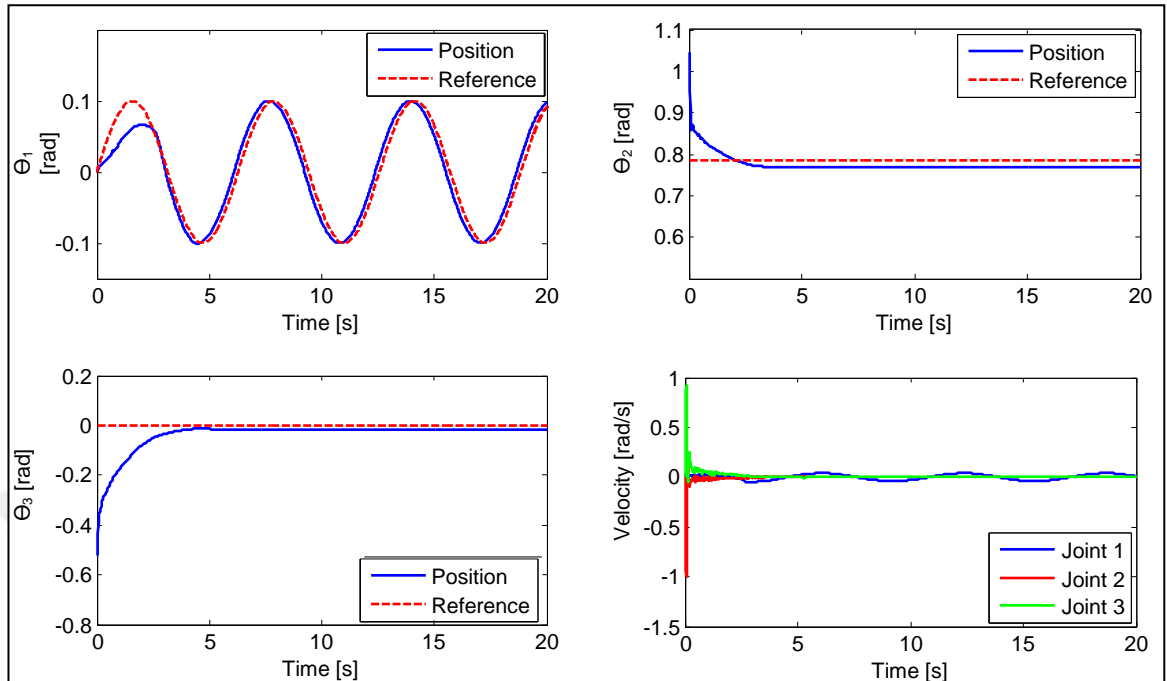 Position
Reference
0.1
0
-0.1
Θ1
[rad]
0
5
10
15
20
Time [s]
Position
Reference
1.1
1
0.9
0.8
0.7
0.6
Θ2 [rad]
0
5
10
15
20
Time [s]
0.2
0
-0.2
-0.4
-0.6
-0.8
Θ3 [rad]
Position
Reference
0
5
10
15
20
Time [s]
1
0.5
0
-0.5
-1
-1.5
Velocity [rad/s]
Joint 1
Joint 2
Joint 3
0
5
10
15
20
Time [s]